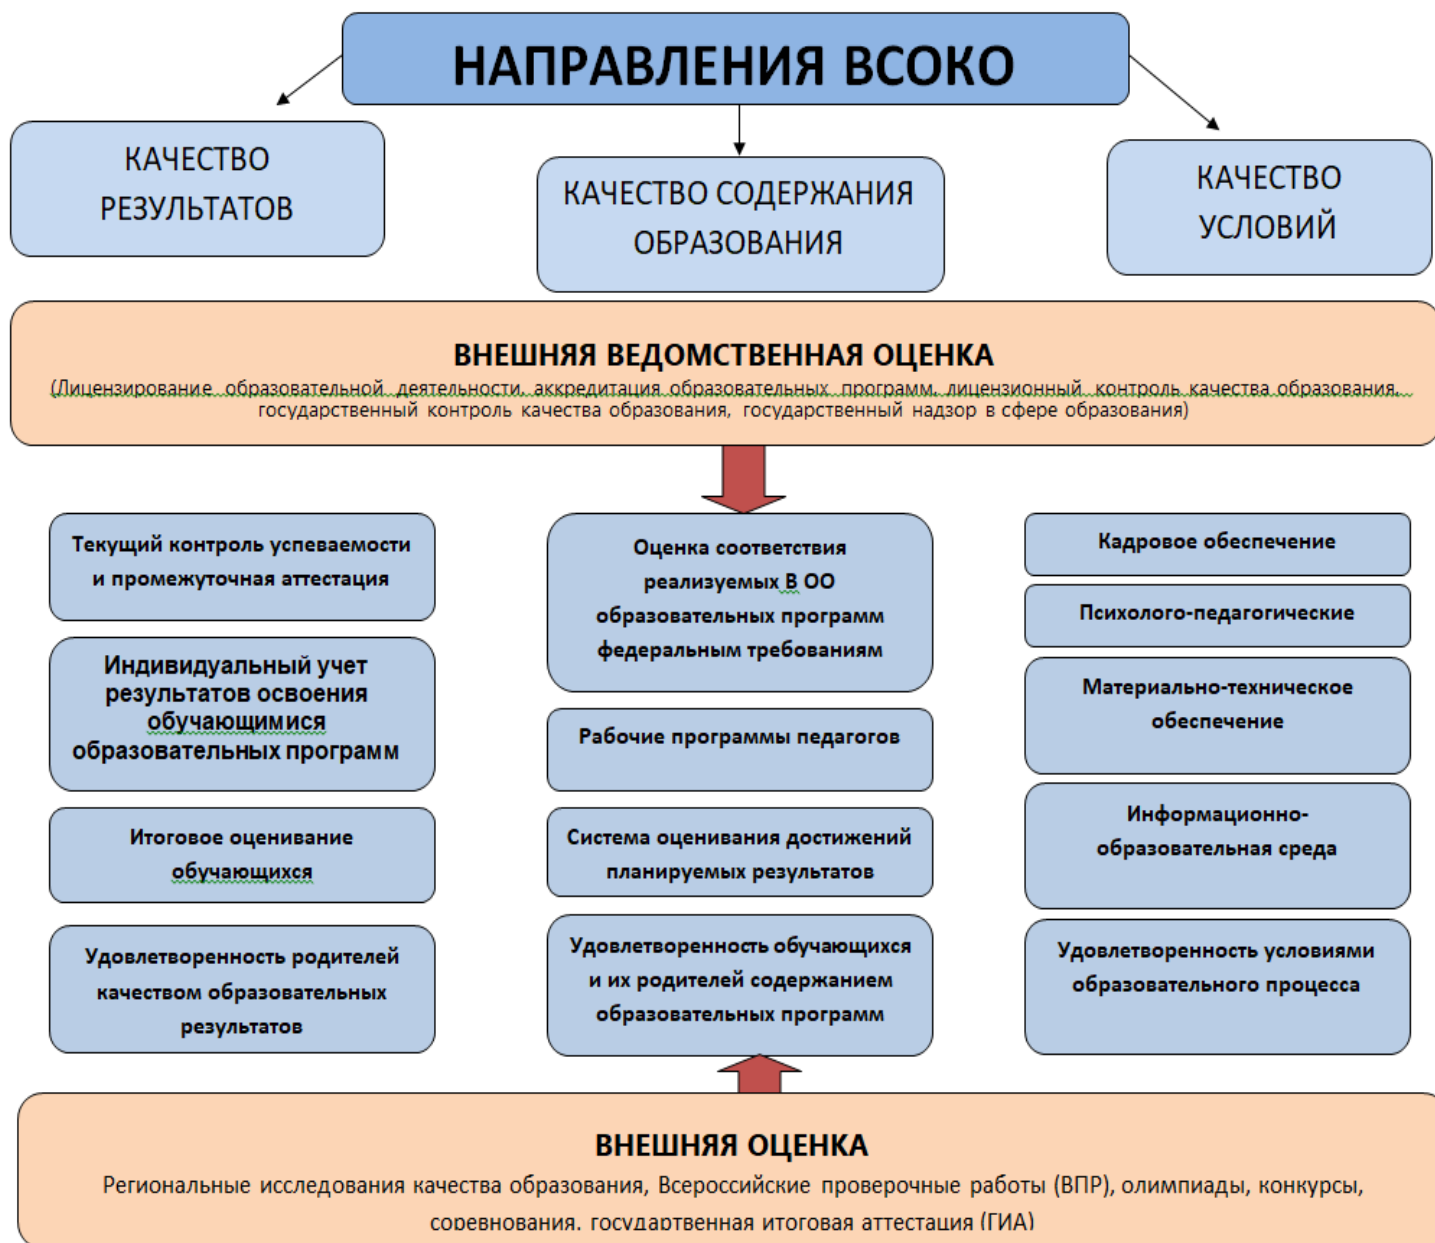 НАПРАВЛЕНИЯ ВСОКО
КАЧЕСТВО
РЕЗУЛЬТАТОВ
КАЧЕСТВО СОДЕРЖАНИЯ
ОБРАЗОВАНИЯ
КАЧЕСТВО
УСЛОВИЙ
ВНЕШНЯЯ ВЕДОМСТВЕННАЯ ОЦЕНКА
(Лицензирование образовательной деятельности, аккредитация образовательных программ, лицензионный контроль качества образования,
государственный контроль качества образования, государственный надзор в сфере образования)
Текущий контроль успеваемости
и промежуточная аттестация
Индивидуальный учет
результатов освоения
обучающимися
образовательных программ
Итоговое оценивание
обучающихся
Удовлетворенность родителей
качеством образовательных
результатов
Оценка соответствия
реализуемых В ОО
образовательных программ
федеральным требованиям
Рабочие программы педагогов
Система оценивания достижений
планируемых результатов
Удовлетворенность обучающихся
и их родителей содержанием
образовательных программ
Кадровое обеспечение
Психолого-педагогические
Материально-техническое
обеспечение
Информационно-
образовательная среда
Удовлетворенность условиями
образовательного процесса
ВНЕШНЯЯ ОЦЕНКА
Региональные исследования качества образования, Всероссийские проверочные работы (ВПР), олимпиады, конкурсы,
соревнования, государтвенная итоговая аттестация (ГИА)